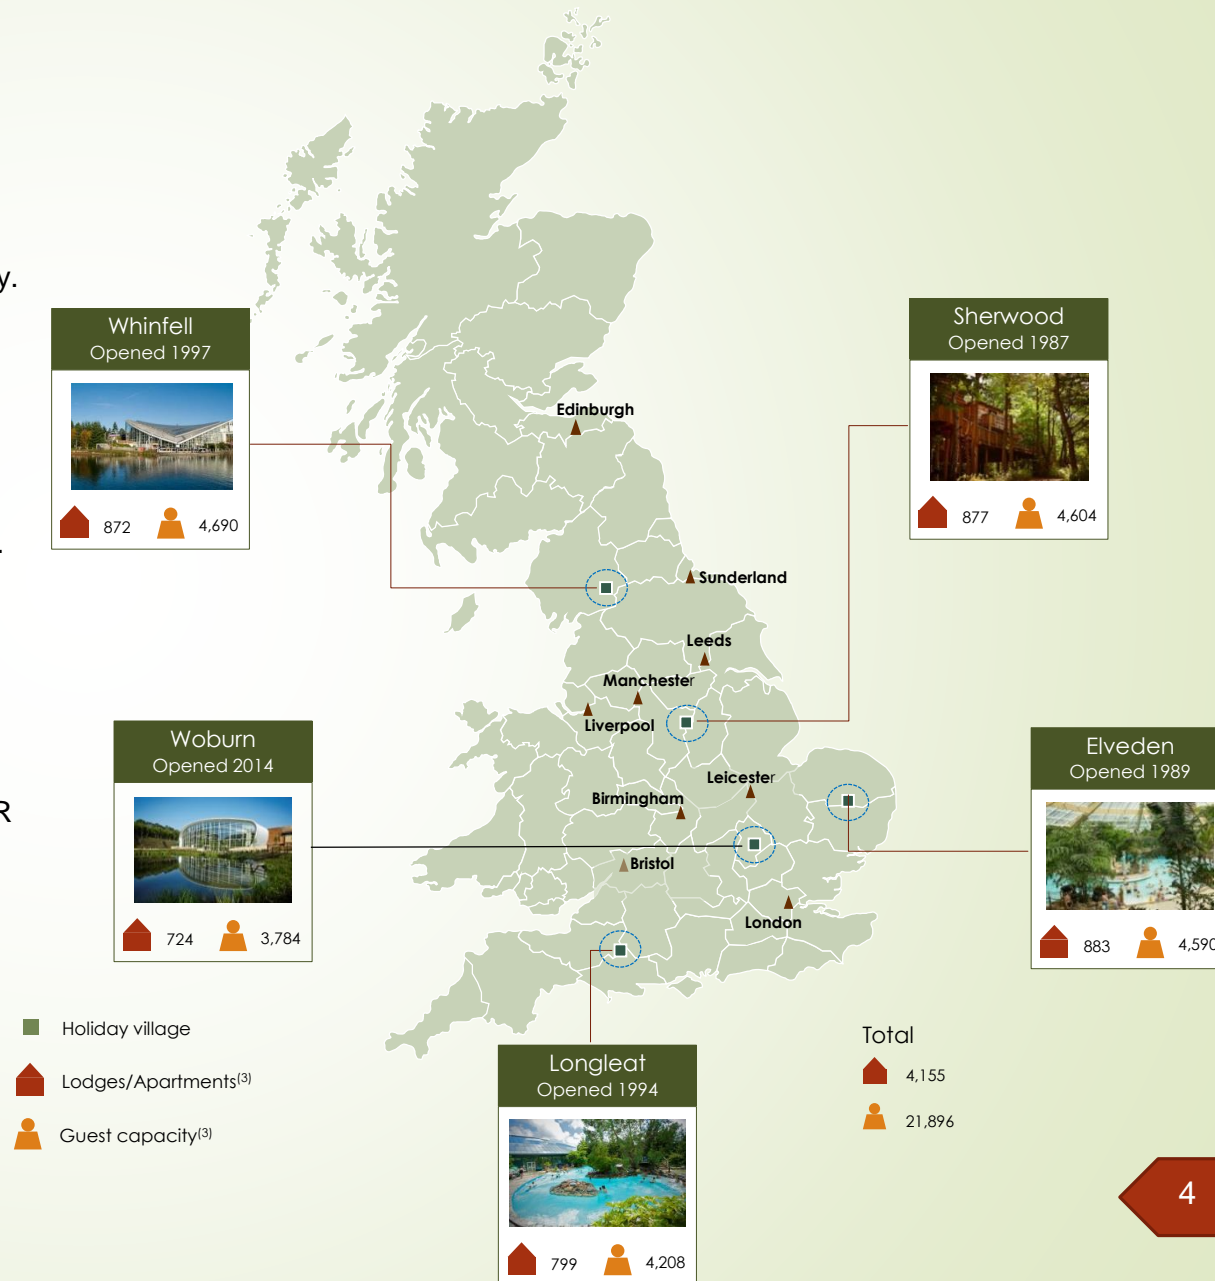 y.
.
R
Whinfell
Opened 1997
872 4,690
Sherwood
Opened 1987
877 4,604
Edinburgh
Sunderland
Leeds
Manchester
Liverpool
Woburn
Opened 2014
724 3,784
Elveden
Opened 1989
883 4,590
Leicester
Birmingham
Bristol
London
Holiday village
Lodges/Apartments(3)
Guest capacity(3)
Longleat
Opened 1994
799 4,208
Total
4,155
21,896
4